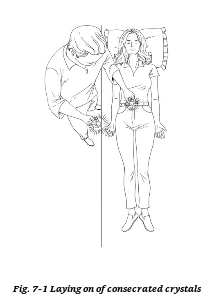 Fig. 7-1 Laying on of consecrated crystals